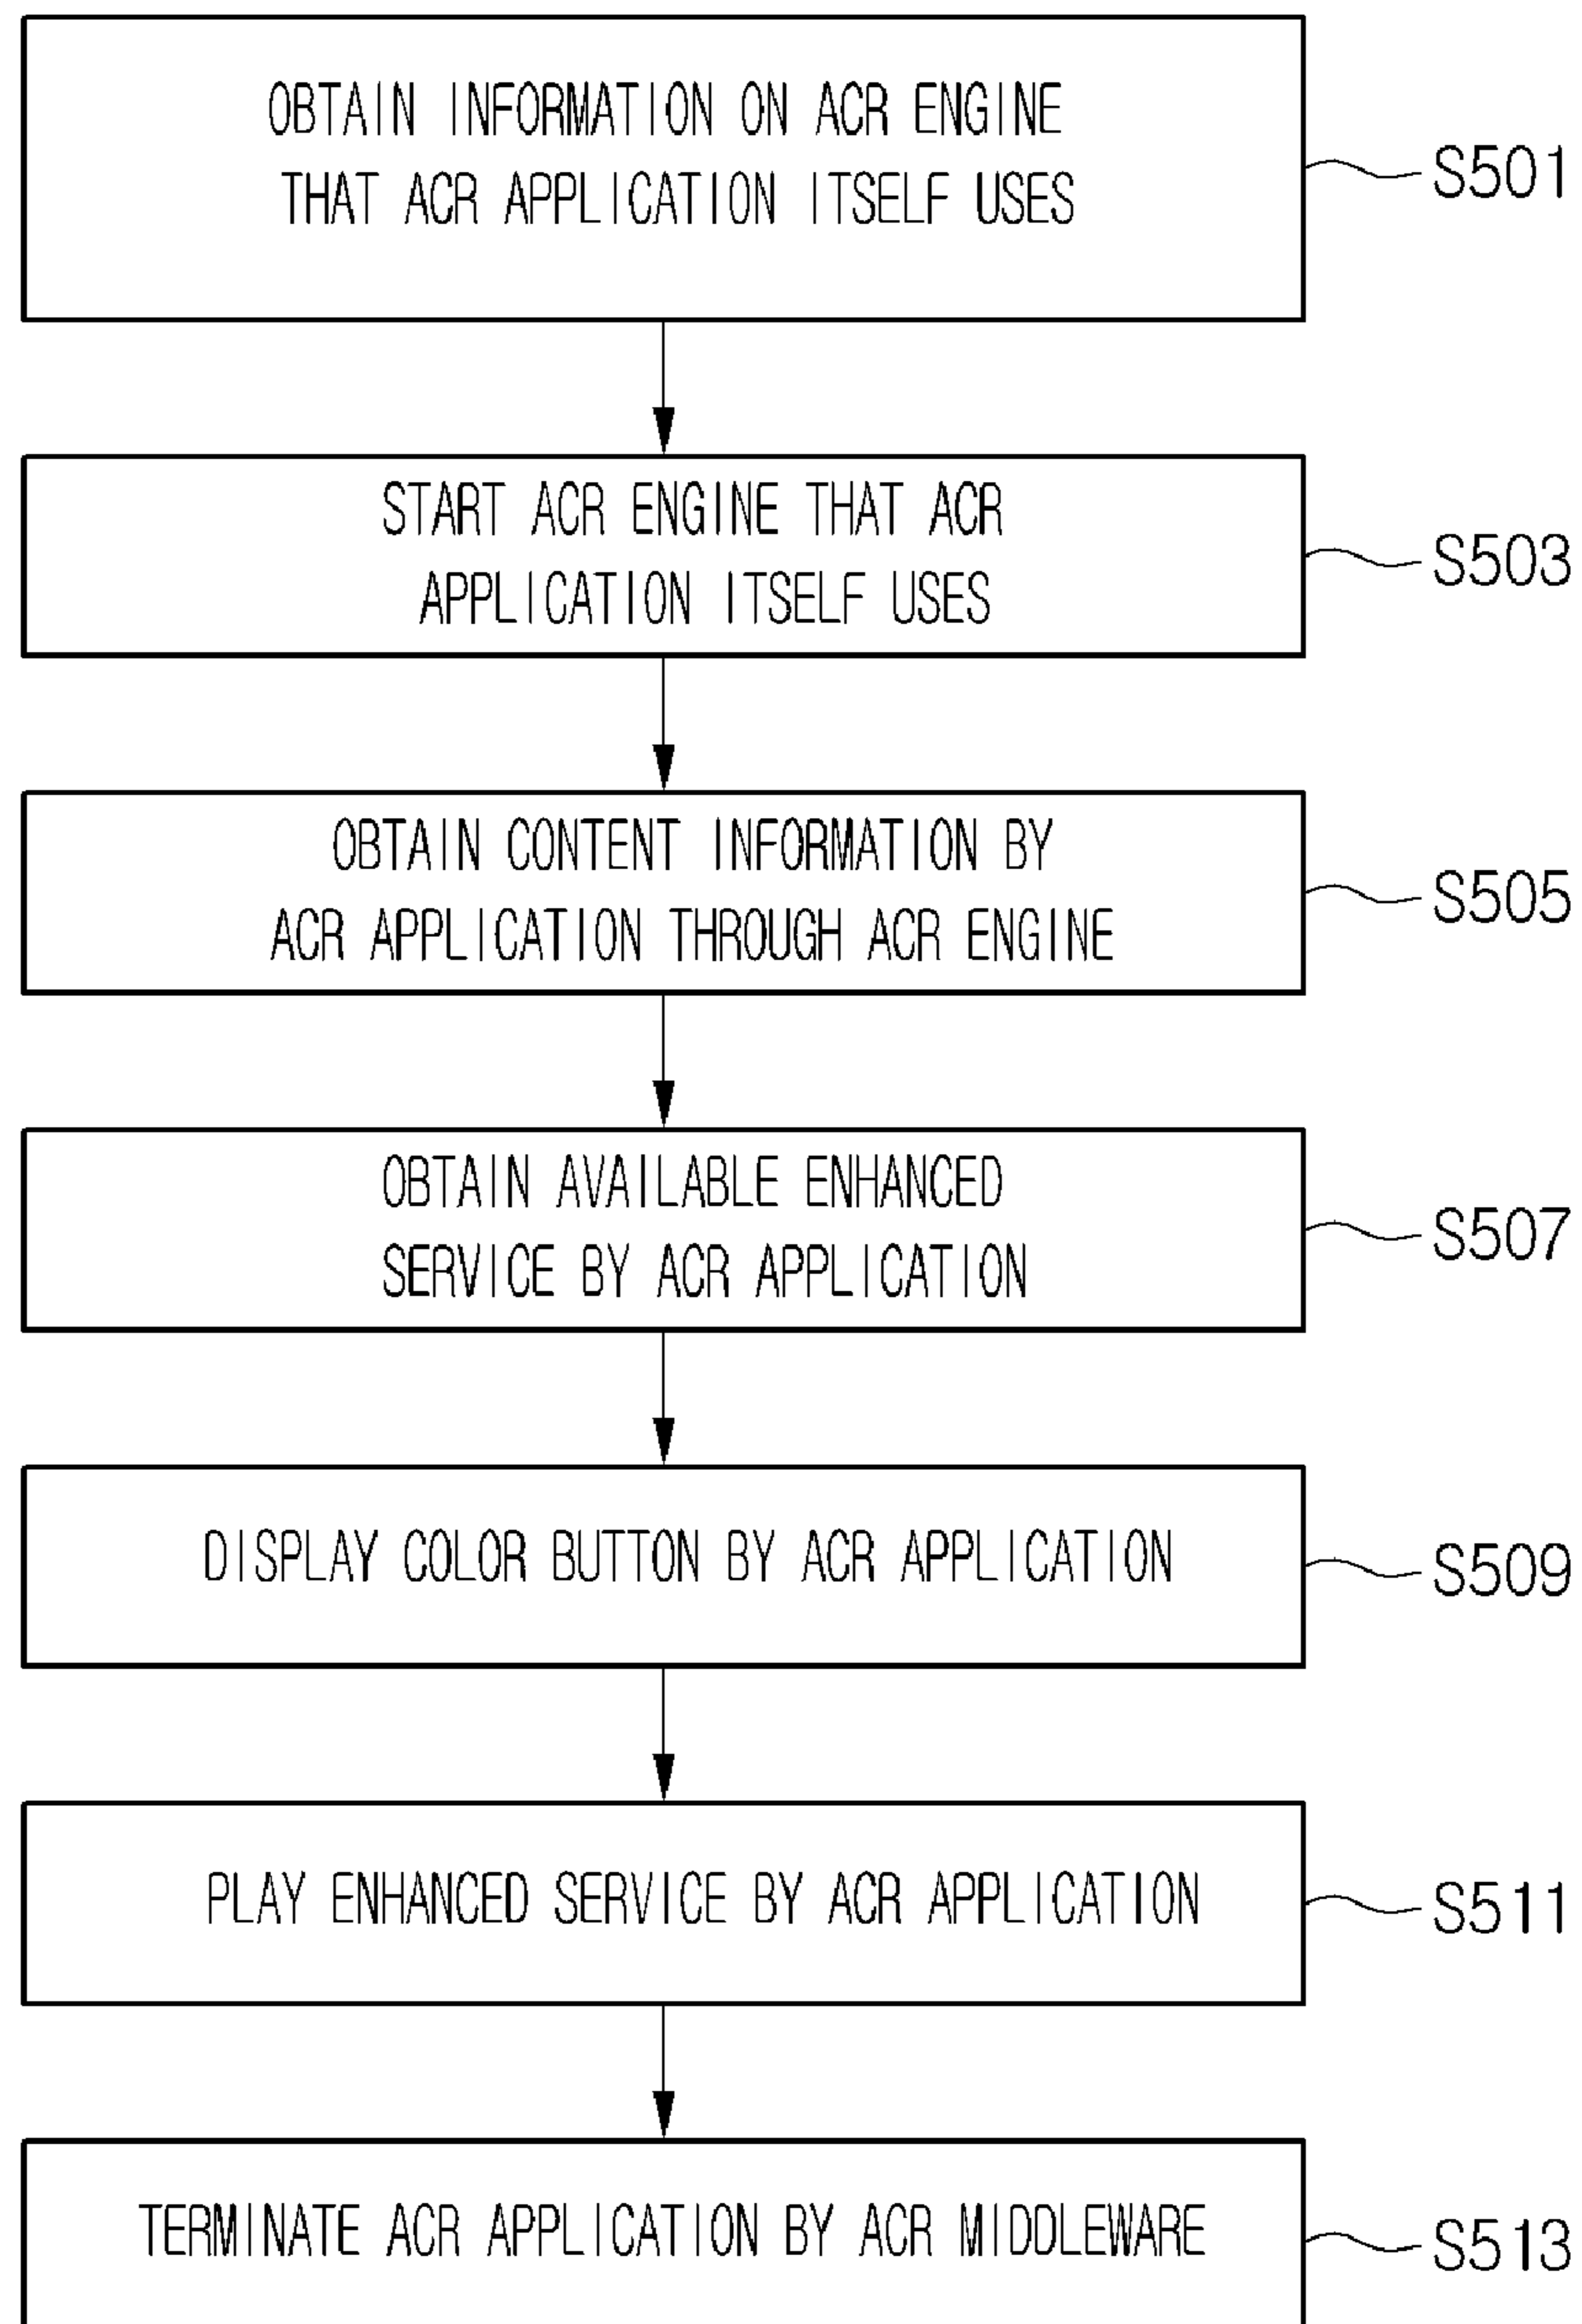 OBTAIN INFORMATION ON ACR ENGINE
THAT ACR APPLICATION ITSELF USES
S501
START ACR ENGINE THAT ACR
APPLICATION ITSELF USES
S503
OBTAIN CONTENT INFORMATION BY
ACR APPLICATION THROUGH ACR ENGINE
S505
OBTAIN AVAILABLE ENHANCED
SERVICE BY ACR APPLICATION
S507
DISPLAY COLOR BUTTON BY ACR APPLICATION
S509
PLAY ENHANCED SERVICE BY ACR APPLICATION
S511
TERMINATE ACR APPLICATION BY ACR MIDDLEWARE
S513